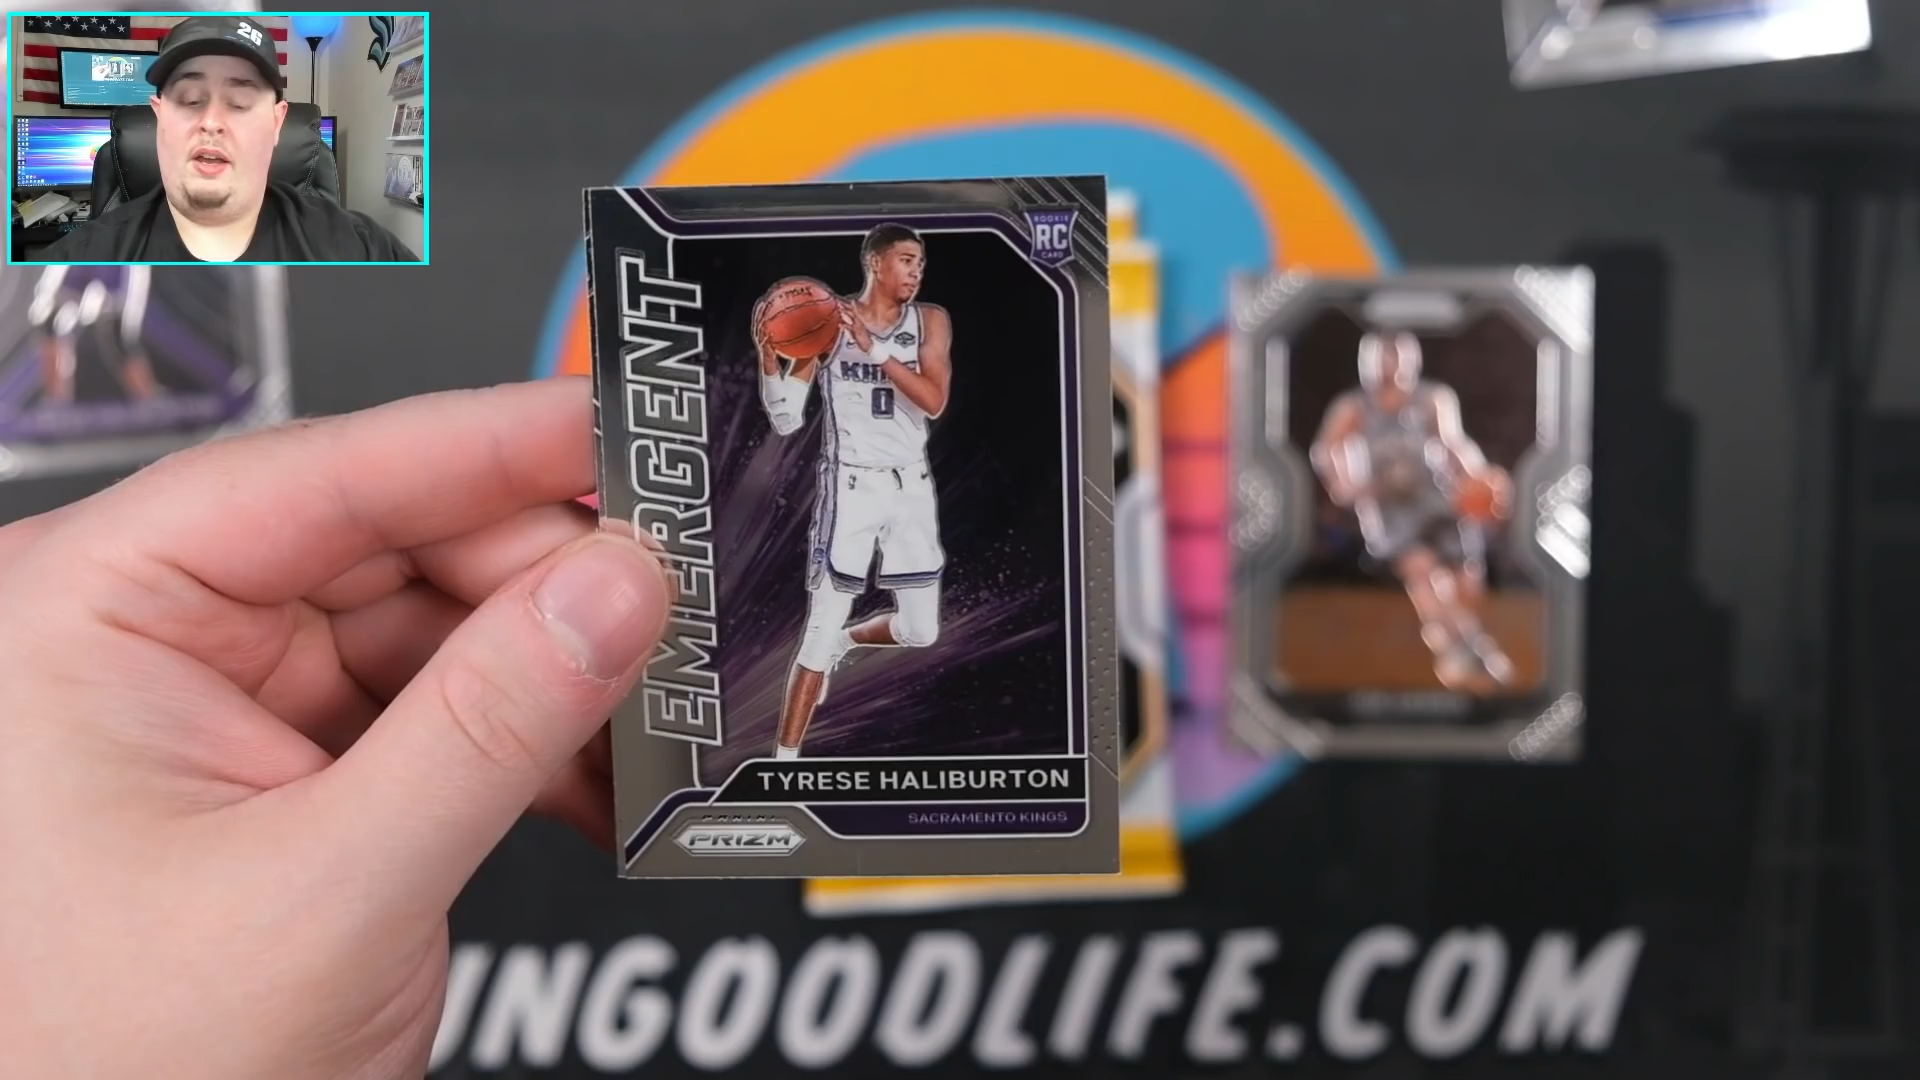 26
ROOKIE
RC
CARD
EMERGENT
KINGS
0
TYRESE HALIBURTON
SACRAMENTO KINGS
PANINI
PRIZM
UNGOODLIFE.COM